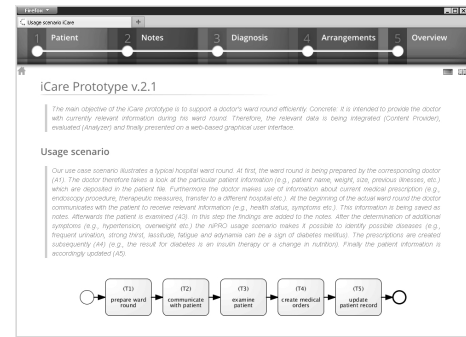 Firefox
Usage scenario iCare
+
1 Patient
2 Notes
3 Diagnosis
4 Arrangements
5 Overview
iCare Prototype v.2.1
The main objective of the iCare prototype is to support a doctor's ward round efficiently. Concrete: it is intended to provide the doctor
with currently relevant information during his ward round. Therefore, the relevant data is being integrated (Content Provider),
evaluated (Analyzer) and finally presented on a web-based graphical user interface.
Usage scenario
Our use case scenario illustrates a typical hospital ward round. At first, the ward round is being prepared by the corresponding doctor
(A1). The doctor therefore takes a look at the particular patient information (e.g., patient name, weight, size, previous illnesses, etc.)
which are deposited in the patient file. Furthermore the doctor makes use of information about current medical prescription (e.g.,
endoscopy procedure, therapeutic measures, transfer to a different hospital etc.). At the beginning of the actual ward round the doctor
communicates with the patient to receive relevant information (e.g., health status, symptoms etc.). This information is being saved as
notes. Afterwards the patient is examined (A3). In this step the findings are added to the notes. After the determination of additional
symptoms (e.g., hypertension, overweight etc.) the NiPRO usage scenario makes it possible to identify possible diseases (e.g.,
frequent urination, strong thirst, lassitude, fatigue and adynamia can be a sign of diabetes mellitus). The prescriptions are created
subsequently (A4) (e.g., the result for diabetes is an insulin therapy or a change in nutrition). Finally the patient information is
accordingly updated (A5).
(T1)
prepare ward
round
(T2)
communicate
with patient
(T3)
examine
patient
(T4)
create medical
orders
(T5)
update
patient record